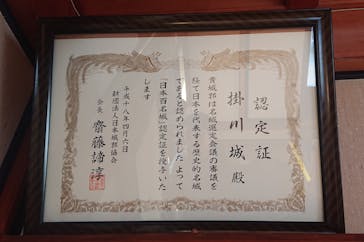 認定証
掛川城殿
貴城郭は名城選定会議の審議を
経て日本を代表する歴史的名城
であると認められました よって
「日本百名城」認定証を授与いた
します
平成十八年四月六日
財団法人日本城郭協会
会長 齋藤諸淳